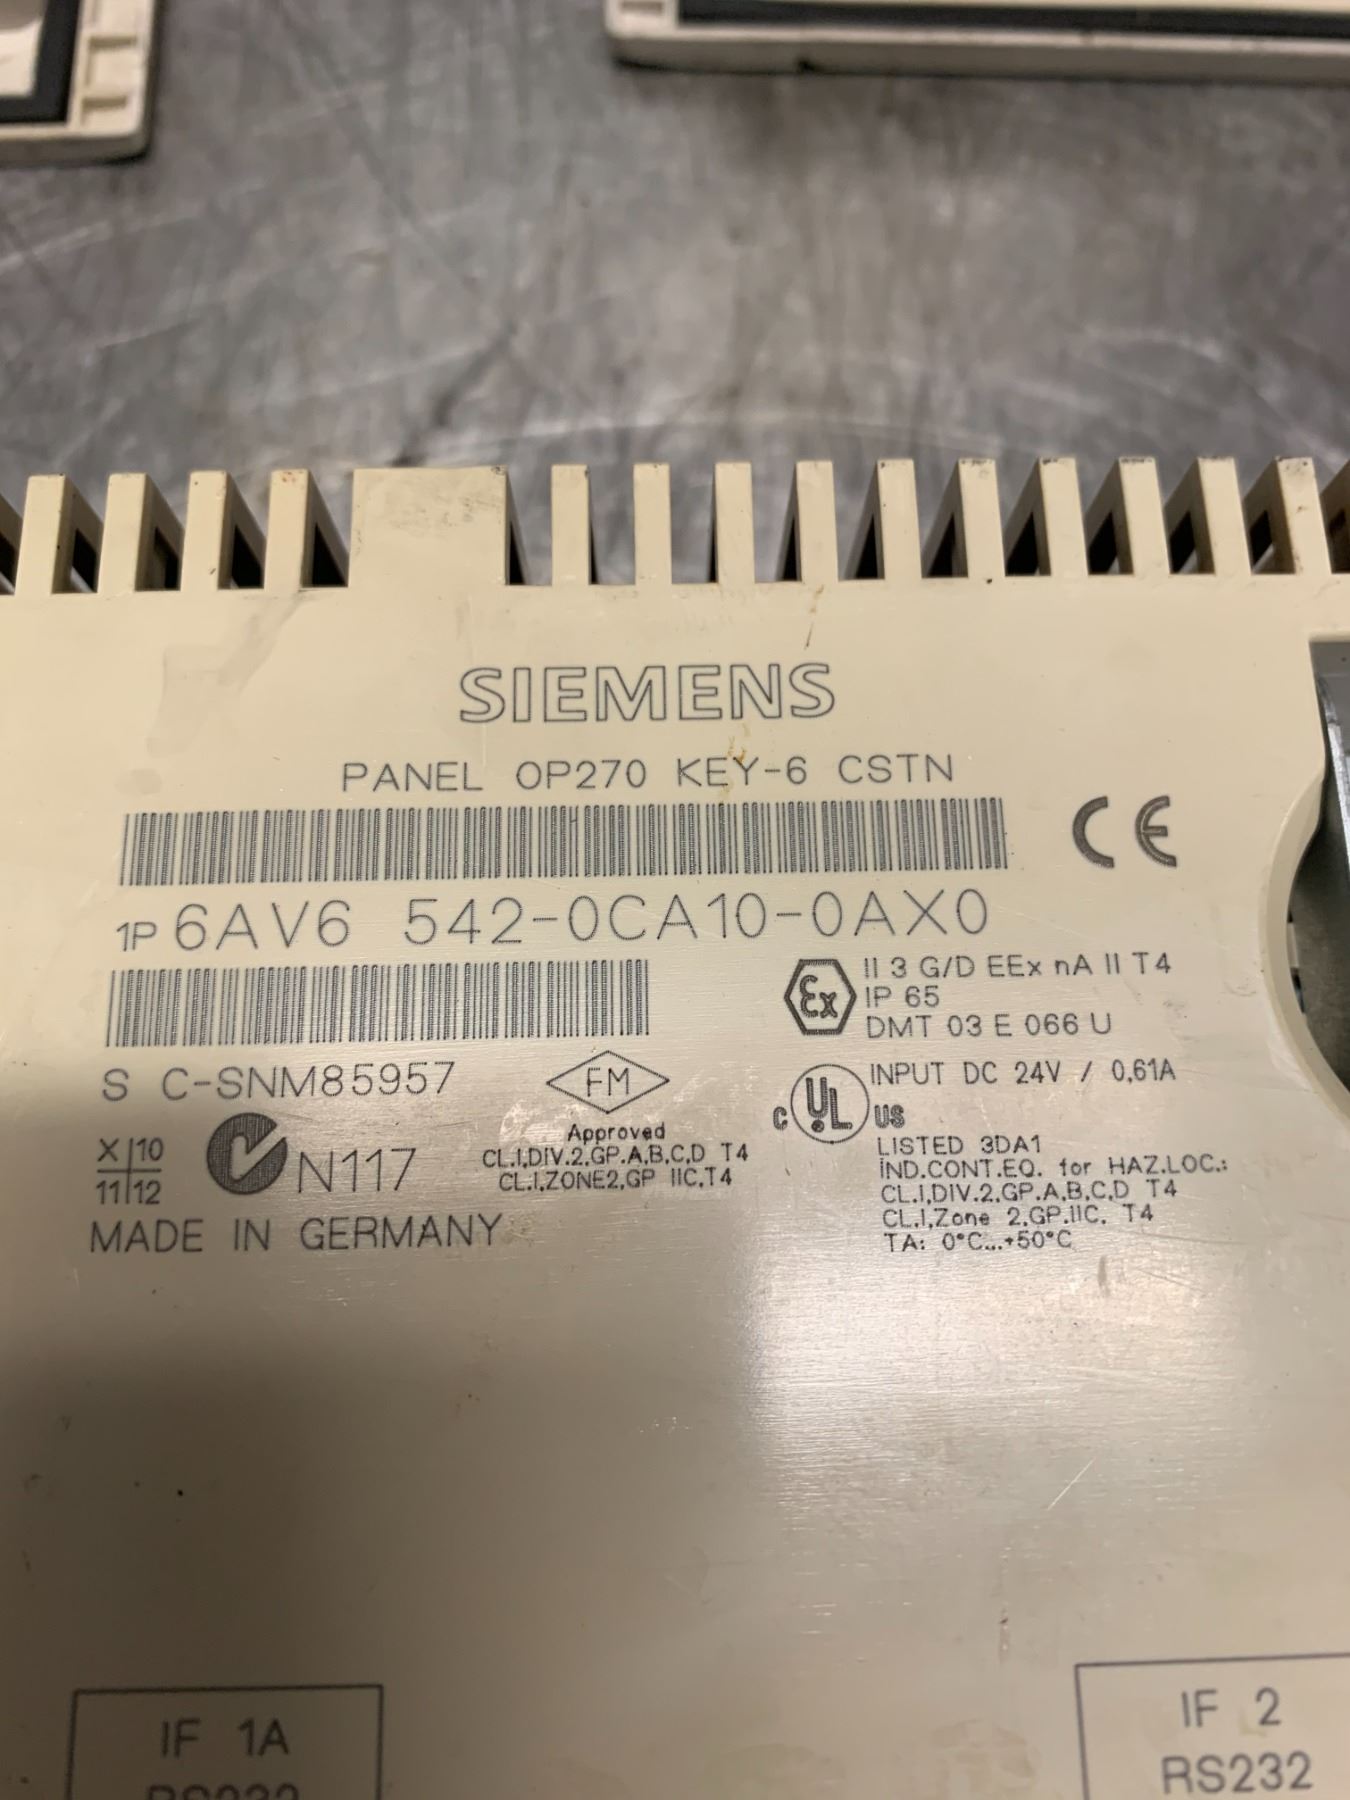 SIEMENS
PANEL OP270 KEY-6 CSTN
CE
1P 6AV6 542-0CA10-0AX0
Ex II 3 G/D EEx nA II T4
IP 65
DMT 03 E 066 U
S C-SNM85957
FM
Approved
CL.I,DIV.2,GP.A,B,C,D T4
CL.I,ZONE2,GP IIC,T4
C UL US
INPUT DC 24V / 0,61A
LISTED 3DA1
IND.CONT.EQ. for HAZ.LOC.:
CL.I,DIV.2,GP.A,B,C,D T4
CL.I,Zone 2,GP.IIC, T4
TA: 0°C...+50°C
X 10
11 12
N117
MADE IN GERMANY
IF 1A
RS232
IF 2
RS232